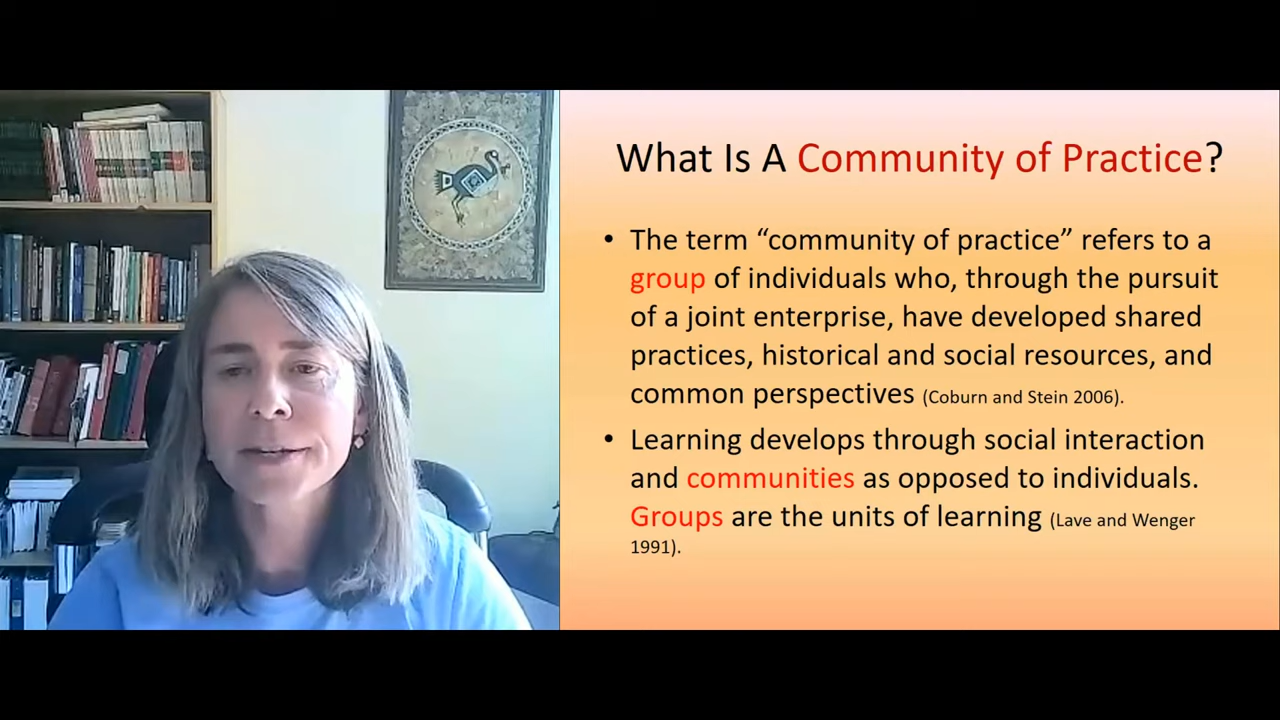 What Is A Community of Practice?
• The term “community of practice” refers to a
group of individuals who, through the pursuit
of a joint enterprise, have developed shared
practices, historical and social resources, and
common perspectives (Coburn and Stein 2006).
• Learning develops through social interaction
and communities as opposed to individuals.
Groups are the units of learning (Lave and Wenger
1991).